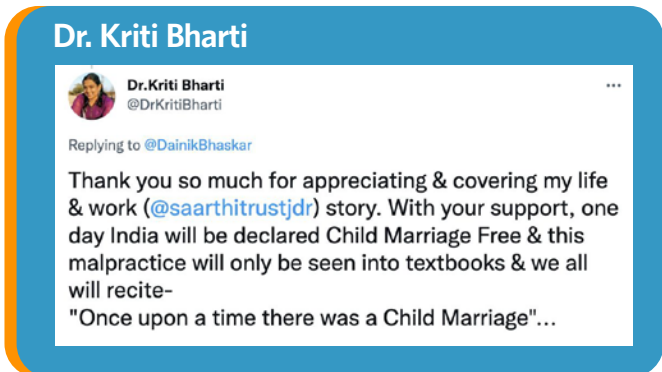 Dr. Kriti Bharti
Dr.Kriti Bharti
@DrKritiBharti
Replying to @DainikBhaskar
Thank you so much for appreciating & covering my life
& work (@saarthitrustjdr) story. With your support, one
day India will be declared Child Marriage Free & this
malpractice will only be seen into textbooks & we all
will recite-
"Once upon a time there was a Child Marriage"...